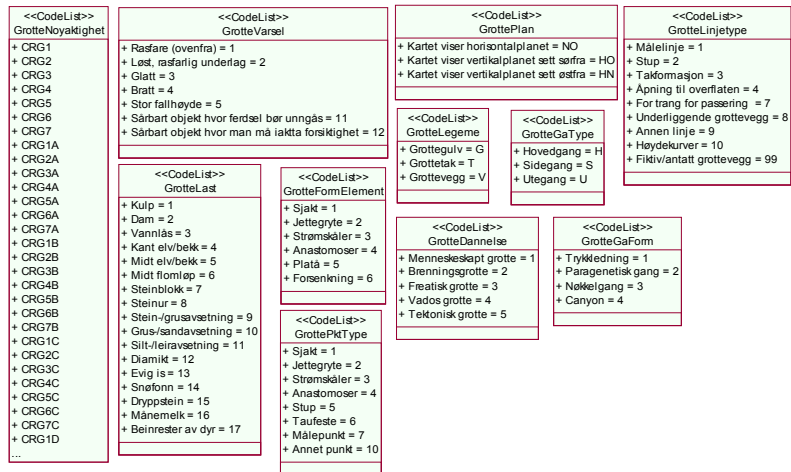 <<CodeList>>
GrotteNoyaktighet
+ CRG1
+ CRG2
+ CRG3
+ CRG4
+ CRG5
+ CRG6
+ CRG7
+ CRG1A
+ CRG2A
+ CRG3A
+ CRG4A
+ CRG5A
+ CRG6A
+ CRG7A
+ CRG1B
+ CRG2B
+ CRG3B
+ CRG4B
+ CRG5B
+ CRG6B
+ CRG7B
+ CRG1C
+ CRG2C
+ CRG3C
+ CRG4C
+ CRG5C
+ CRG6C
+ CRG7C
+ CRG1D
...
<<CodeList>>
GrotteVarsel
+ Rasfare (ovenfra) = 1
+ Løst, rasfarlig underlag = 2
+ Glatt = 3
+ Bratt = 4
+ Stor fallhøyde = 5
+ Sårbart objekt hvor ferdsel bør unngås = 11
+ Sårbart objekt hvor man må iaktta forsiktighet = 12
<<CodeList>>
GrottePlan
+ Kartet viser horisontalplanet = NO
+ Kartet viser vertikalplanet sett sørfra = HO
+ Kartet viser vertikalplanet sett østfra = HN
<<CodeList>>
GrotteLinjetype
+ Målelinje = 1
+ Stup = 2
+ Takformasjon = 3
+ Åpning til overflaten = 4
+ For trang for passering = 7
+ Underliggende grottevegg = 8
+ Annen linje = 9
+ Høydekurver = 10
+ Fiktiv/antatt grottevegg = 99
<<CodeList>>
GrotteLegeme
+ Grottegulv = G
+ Grottetak = T
+ Grottevegg = V
<<CodeList>>
GrotteGaType
+ Hovedgang = H
+ Sidegang = S
+ Utegang = U
<<CodeList>>
GrotteLast
+ Kulp = 1
+ Dam = 2
+ Vannlås = 3
+ Kant elv/bekk = 4
+ Midt elv/bekk = 5
+ Midt flomløp = 6
+ Steinblokk = 7
+ Steinur = 8
+ Stein-/grusavsetning = 9
+ Grus-/sandavsetning = 10
+ Silt-/leiravsetning = 11
+ Diamikt = 12
+ Evig is = 13
+ Snøfonn = 14
+ Dryppstein = 15
+ Månemelk = 16
+ Beinrester av dyr = 17
<<CodeList>>
GrotteFormElement
+ Sjakt = 1
+ Jettegryte = 2
+ Strømskåler = 3
+ Anastomoser = 4
+ Platå = 5
+ Forsenkning = 6
<<CodeList>>
GrotteDannelse
+ Menneskeskapt grotte = 1
+ Brenningsgrotte = 2
+ Freatisk grotte = 3
+ Vados grotte = 4
+ Tektonisk grotte = 5
<<CodeList>>
GrotteGaForm
+ Trykkledning = 1
+ Paragenetisk gang = 2
+ Nøkkelgang = 3
+ Canyon = 4
<<CodeList>>
GrottePktType
+ Sjakt = 1
+ Jettegryte = 2
+ Strømskåler = 3
+ Anastomoser = 4
+ Stup = 5
+ Taufeste = 6
+ Målepunkt = 7
+ Annet punkt = 10